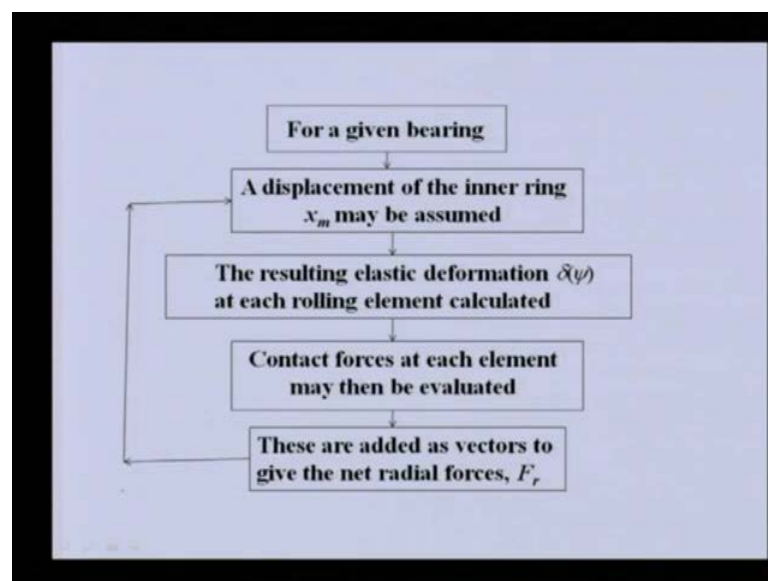 For a given bearing
A displacement of the inner ring
xₘ may be assumed
The resulting elastic deformation δ(ψ)
at each rolling element calculated
Contact forces at each element
may then be evaluated
These are added as vectors to
give the net radial forces, Fᵣ